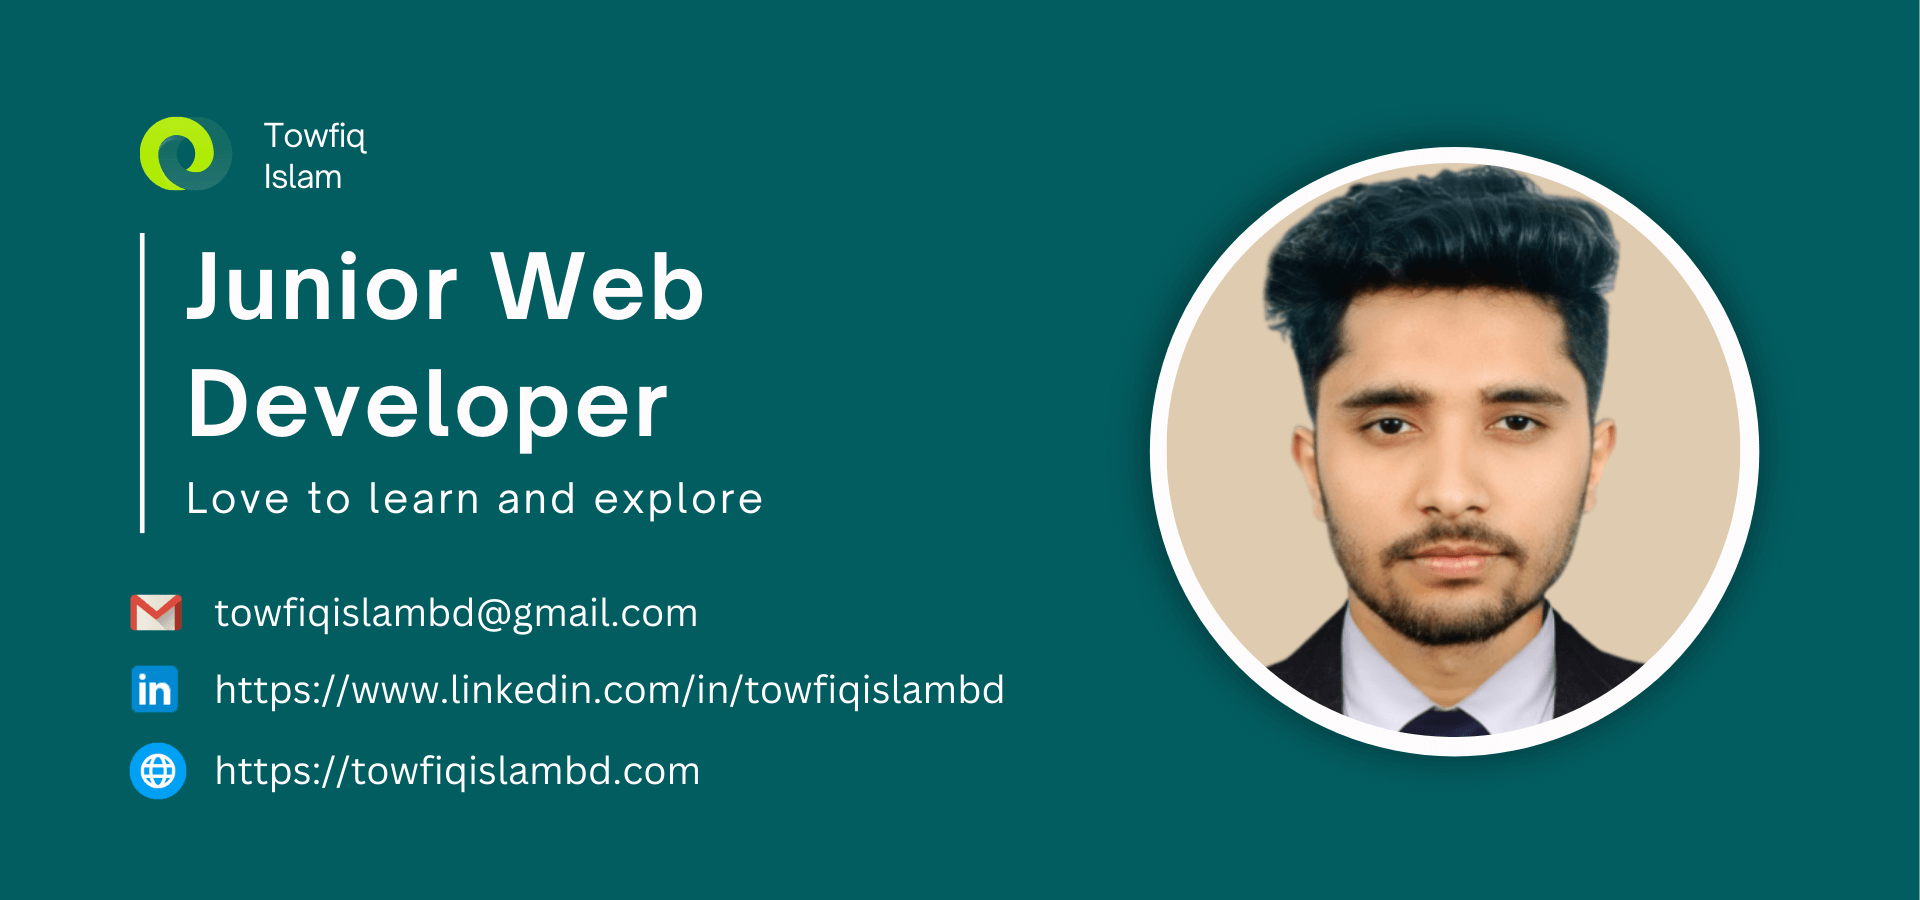 Towfiq
Islam
Junior Web
Developer
Love to learn and explore
towfiqislambd@gmail.com
https://www.linkedin.com/in/towfiqislambd
https://towfiqislambd.com